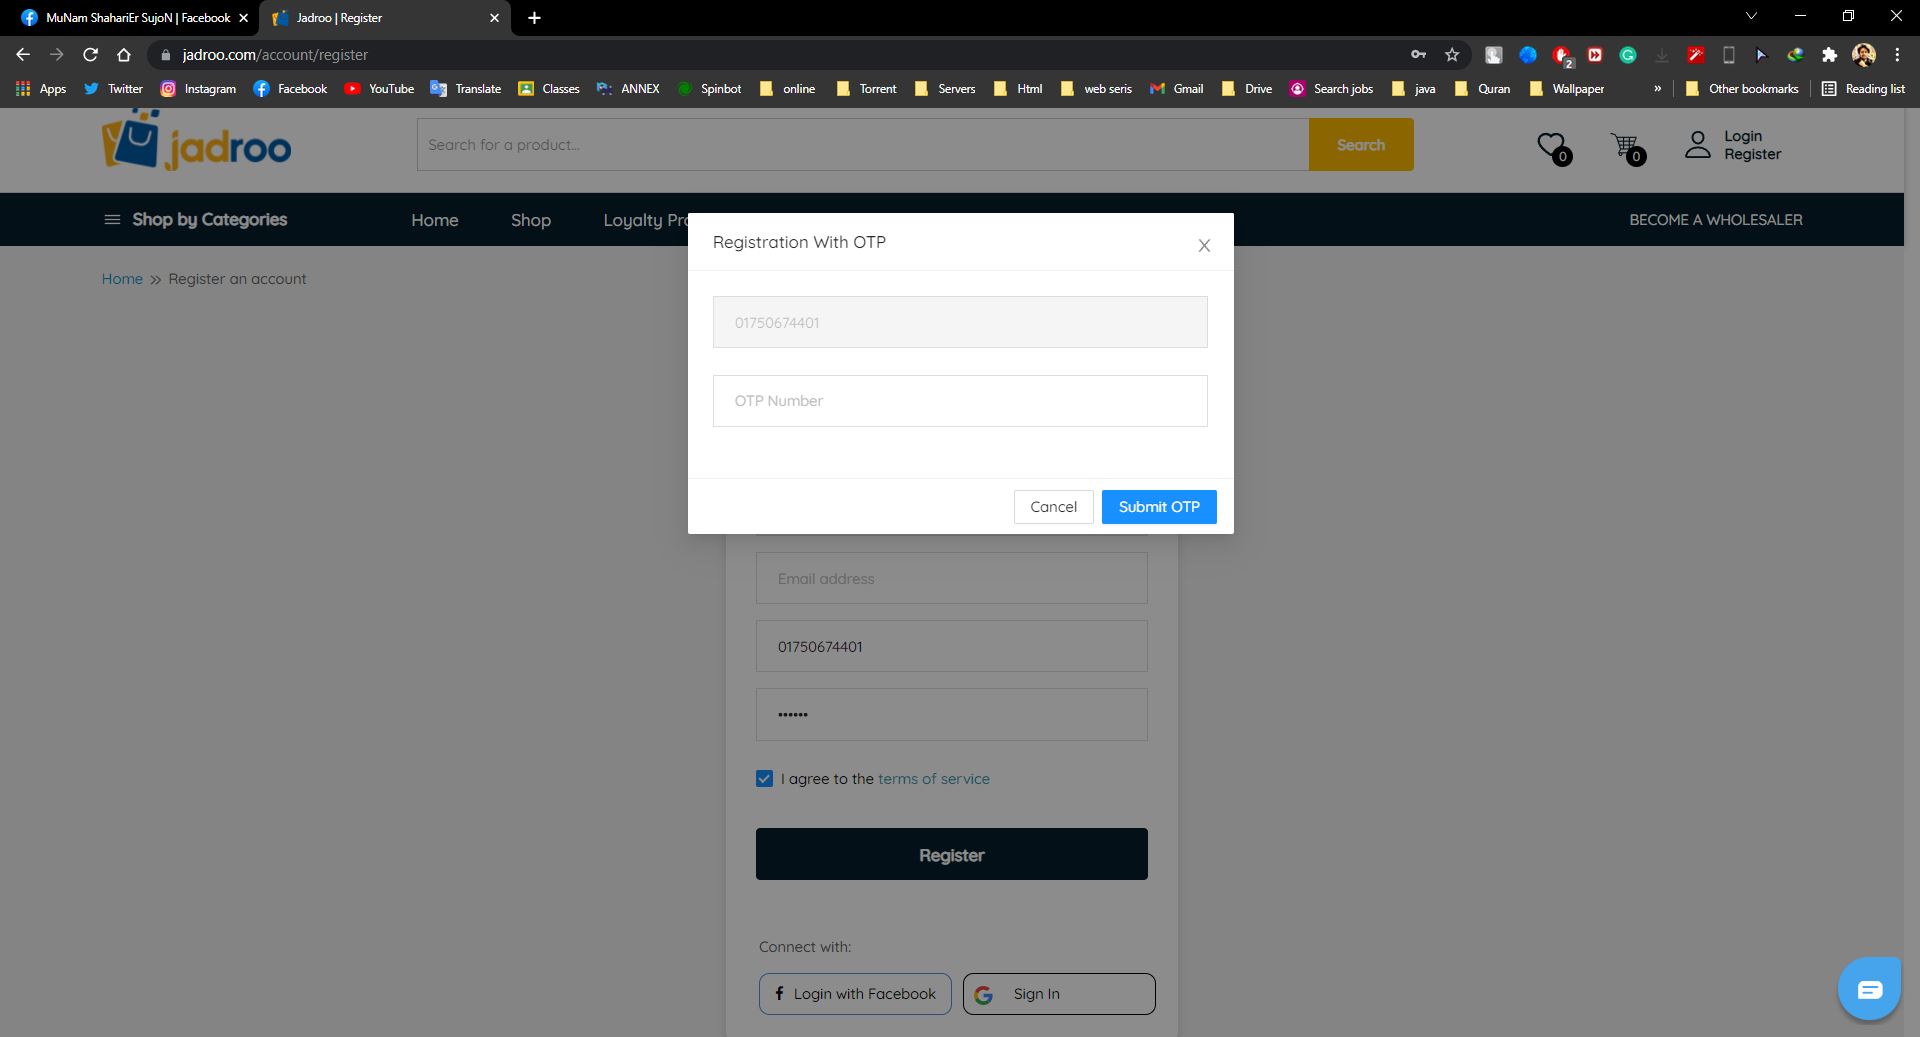 MuNam ShahariEr SujoN | Facebook
Jadroo | Register
jadroo.com/account/register
2
Apps Twitter Instagram Facebook YouTube Translate Classes ANNEX Spinbot online Torrent Servers Html web seris Gmail Drive Search jobs java Quran Wallpaper » Other bookmarks Reading list
jadroo
Search for a product...
Search
0
0
Login
Register
Shop by Categories
Home Shop Loyalty Pro
BECOME A WHOLESALER
Home » Register an account
Registration With OTP
01750674401
OTP Number
Cancel Submit OTP
Email address
01750674401
••••••
I agree to the terms of service
Register
Connect with:
Login with Facebook
Sign In